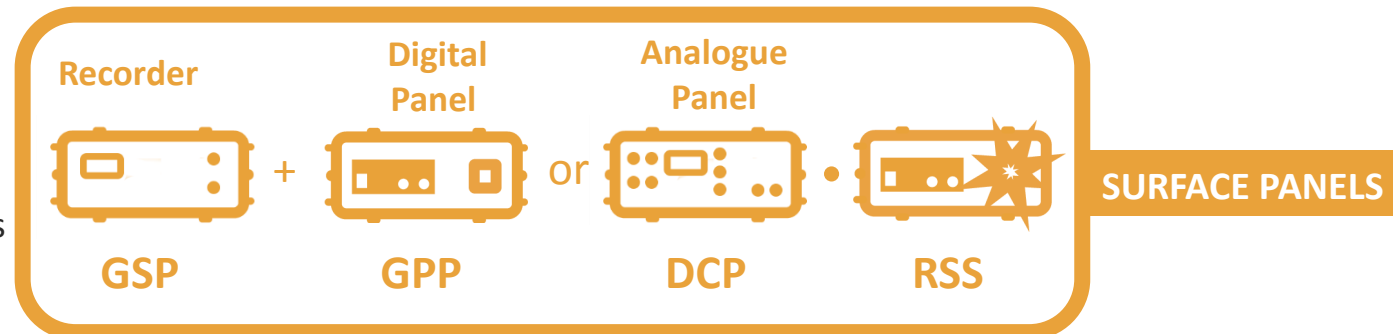 Recorder
Digital
Panel
Analogue
Panel
+
or
•
SURFACE PANELS
s
GSP
GPP
DCP
RSS